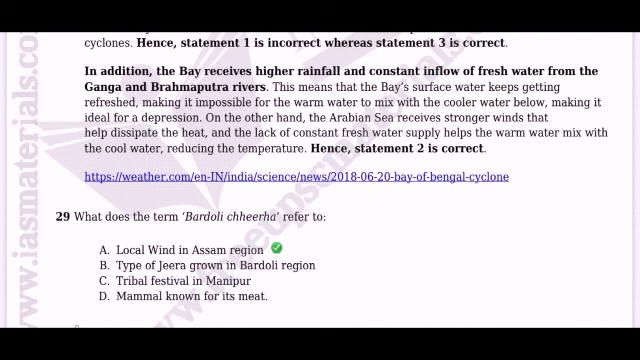 cyclones. Hence, statement 1 is incorrect whereas statement 3 is correct.
In addition, the Bay receives higher rainfall and constant inflow of fresh water from the
Ganga and Brahmaputra rivers. This means that the Bay's surface water keeps getting
refreshed, making it impossible for the warm water to mix with the cooler water below, making it
ideal for a depression. On the other hand, the Arabian Sea receives stronger winds that
help dissipate the heat, and the lack of constant fresh water supply helps the warm water mix with
the cool water, reducing the temperature. Hence, statement 2 is correct.
https://weather.com/en-IN/india/science/news/2018-06-20-bay-of-bengal-cyclone
29 What does the term 'Bardoli chheerha' refer to:
A. Local Wind in Assam region
B. Type of Jeera grown in Bardoli region
C. Tribal festival in Manipur
D. Mammal known for its meat.
www.iasmaterials.com